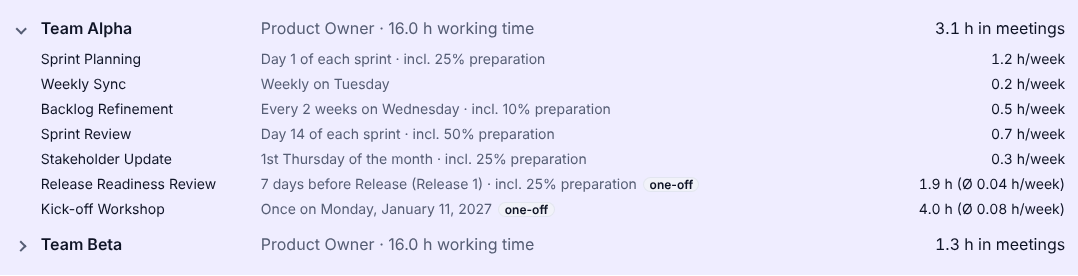 Team Alpha Product Owner · 16.0 h working time 3.1 h in meetings
Sprint Planning Day 1 of each sprint · incl. 25% preparation 1.2 h/week
Weekly Sync Weekly on Tuesday 0.2 h/week
Backlog Refinement Every 2 weeks on Wednesday · incl. 10% preparation 0.5 h/week
Sprint Review Day 14 of each sprint · incl. 50% preparation 0.7 h/week
Stakeholder Update 1st Thursday of the month · incl. 25% preparation 0.3 h/week
Release Readiness Review 7 days before Release (Release 1) · incl. 25% preparation one-off 1.9 h (Ø 0.04 h/week)
Kick-off Workshop Once on Monday, January 11, 2027 one-off 4.0 h (Ø 0.08 h/week)
Team Beta Product Owner · 16.0 h working time 1.3 h in meetings